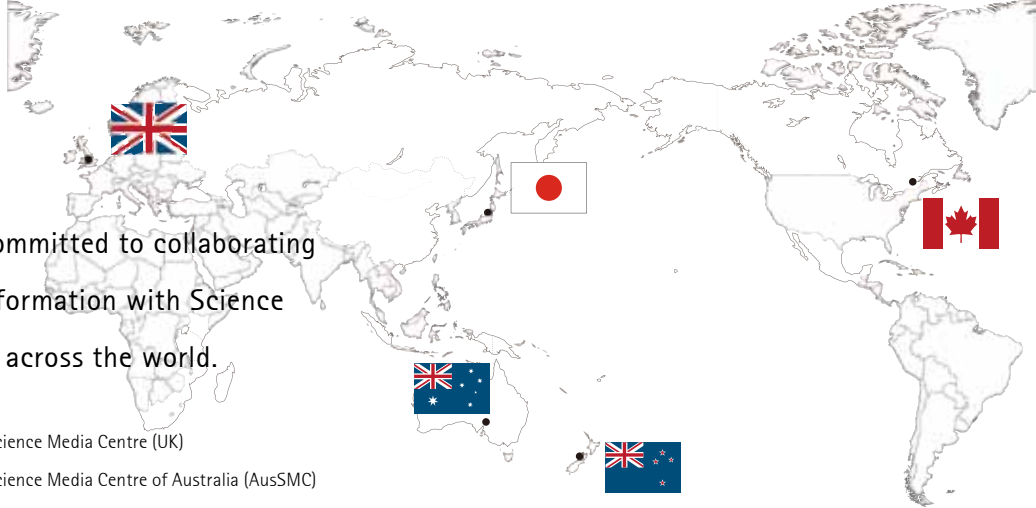 ommitted to collaborating
formation with Science
across the world.
cience Media Centre (UK)
cience Media Centre of Australia (AusSMC)